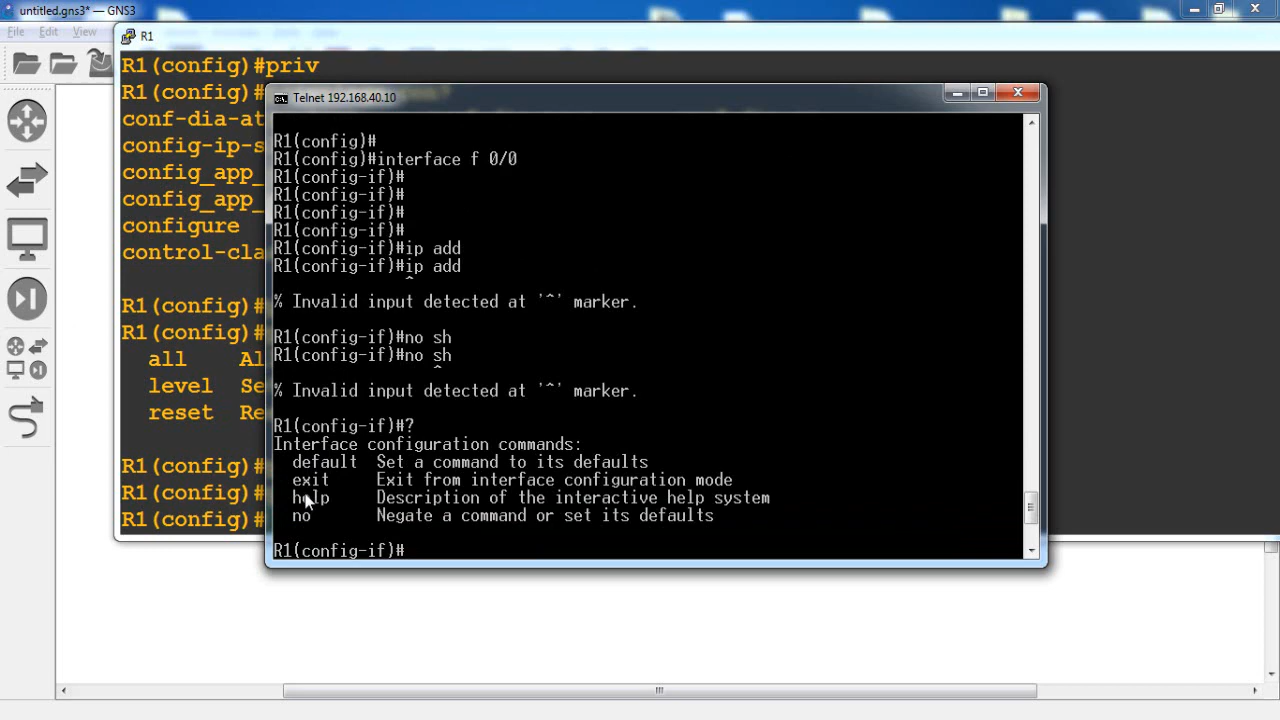 untitled.gns3* — GNS3
File Edit View
R1
R1(config)#priv
R1(config)#
conf-dia-at
config-ip-s
config_app_
config_app_
configure
control-cla
R1(config)#
R1(config)#
all Al
level Se
reset Re
R1(config)#
R1(config)#
R1(config)#
Telnet 192.168.40.10
R1(config)#
R1(config)#interface f 0/0
R1(config-if)#
R1(config-if)#
R1(config-if)#
R1(config-if)#
R1(config-if)#ip add
R1(config-if)#ip add
^
% Invalid input detected at '^' marker.
R1(config-if)#no sh
R1(config-if)#no sh
^
% Invalid input detected at '^' marker.
R1(config-if)#?
Interface configuration commands:
default Set a command to its defaults
exit Exit from interface configuration mode
help Description of the interactive help system
no Negate a command or set its defaults
R1(config-if)#